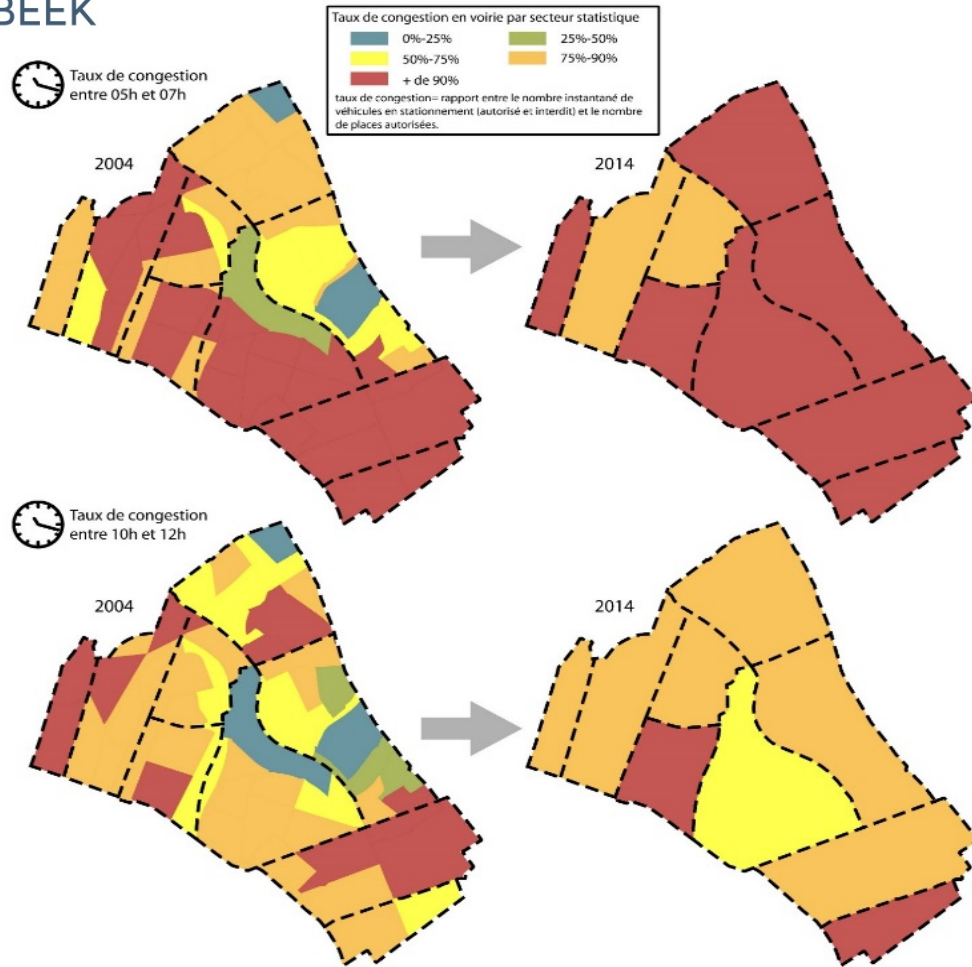 BEEK
Taux de congestion en voirie par secteur statistique
0%-25%
25%-50%
50%-75%
75%-90%
+ de 90%
taux de congestion= rapport entre le nombre instantané de
véhicules en stationnement (autorisé et interdit) et le nombre
de places autorisées.
Taux de congestion
entre 05h et 07h
2004
2014
Taux de congestion
entre 10h et 12h
2004
2014